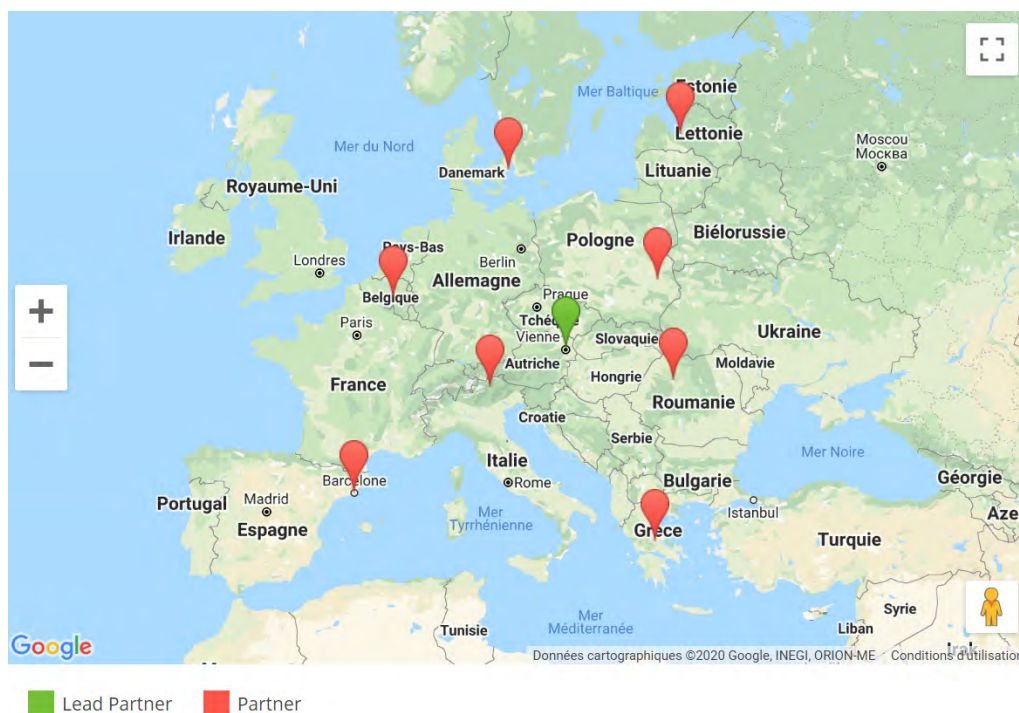 Estonie
Mer Baltique
Moscou
МОСКВА
Lettonie
Mer du Nord
Danemark
Lituanie
Royaume-Uni
Irlande
Pologne
Biélorussie
Pays-Bas
Londres
Berlin
Allemagne
Belgique
Prague
Tchéquie
Ukraine
Paris
Vienne
Slovaquie
Autriche
Moldavie
France
Hongrie
Roumanie
Croatie
Serbie
Mer Noire
Italie
Barcelone
Bulgarie
Géorgie
Portugal
Madrid
Rome
Istanbul
Aze
Espagne
Mer
Tyrrhénienne
Grèce
Turquie
Syrie
Mer
Méditerranée
Tunisie
Liban
Irak
Google
Données cartographiques ©2020 Google, INEGI, ORION-ME
Conditions d'utilisation
Lead Partner
Partner